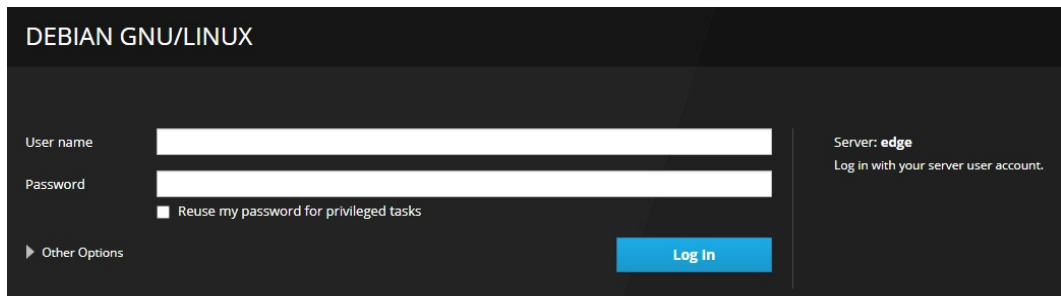 DEBIAN GNU/LINUX
User name
Password
Reuse my password for privileged tasks
Other Options
Log In
Server: edge
Log in with your server user account.